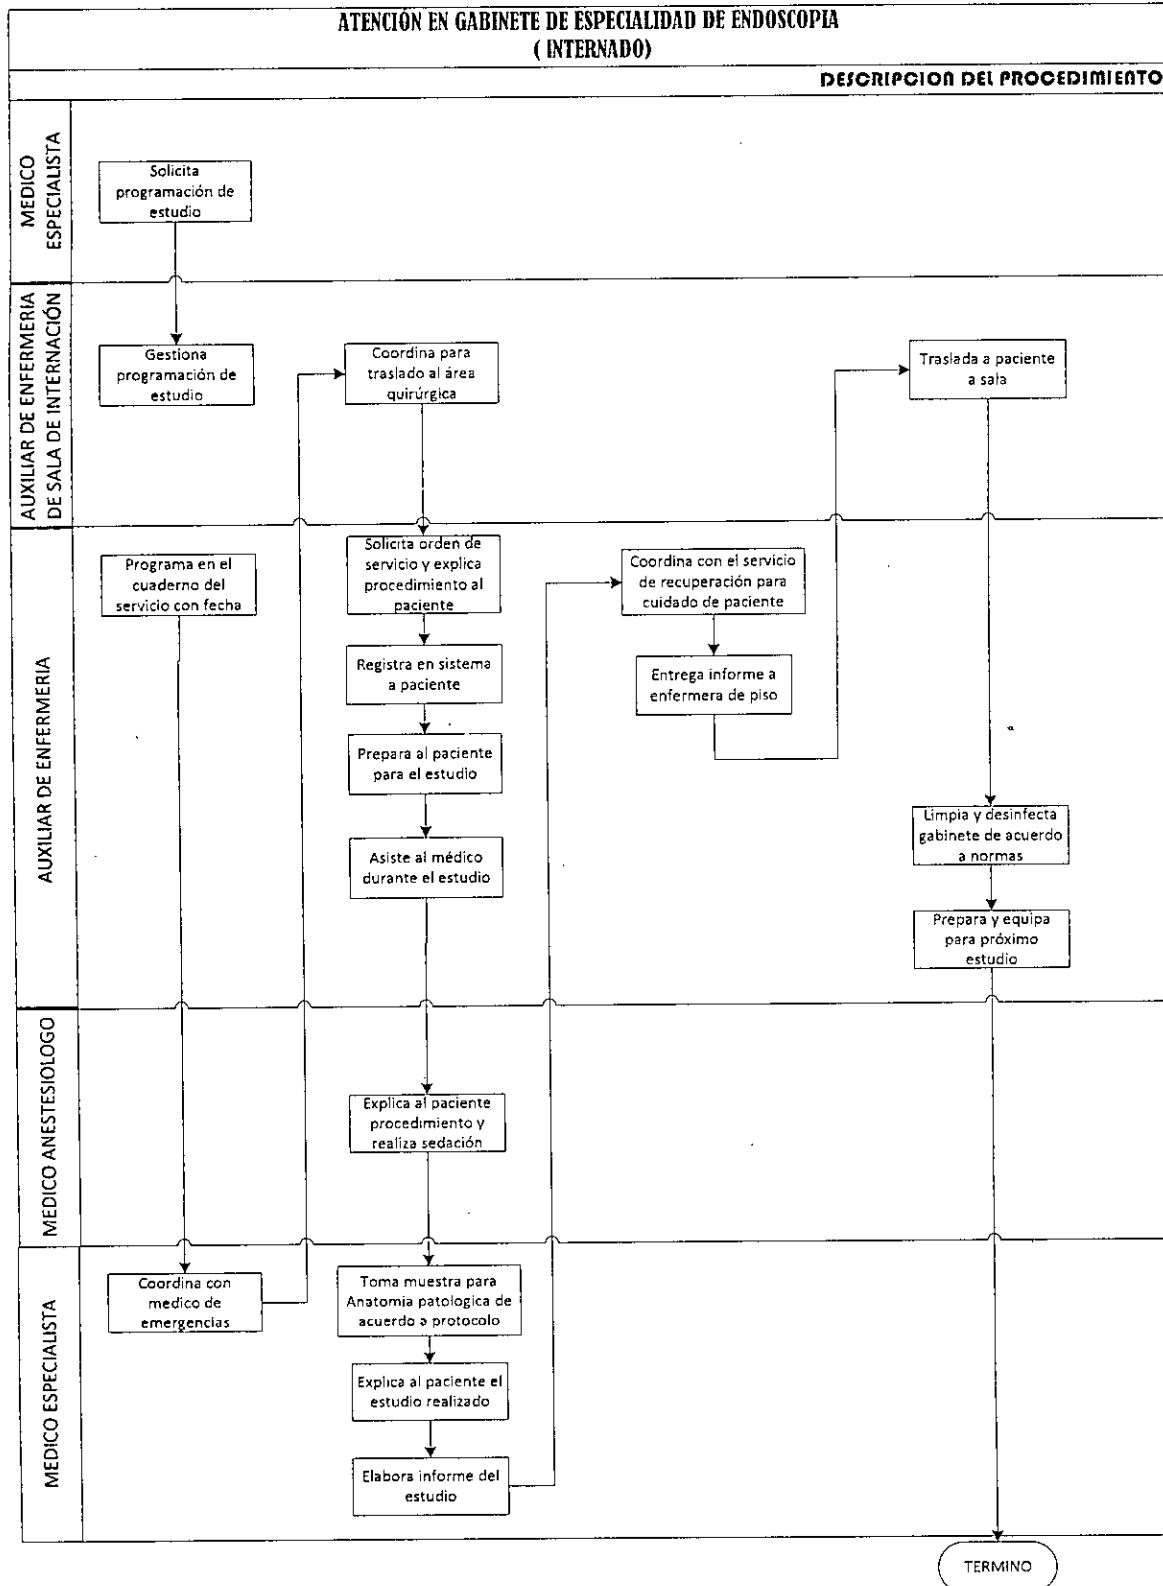 ATENCIÓN EN GABINETE DE ESPECIALIDAD DE ENDOSCOPIA
( INTERNADO)
DESCRIPCION DEL PROCEDIMIENTO
MEDICO
ESPECIALISTA
Solicita
programación de
estudio
AUXILIAR DE ENFERMERIA
DE SALA DE INTERNACIÓN
Gestiona
programación de
estudio
Coordina para
traslado al área
quirúrgica
Traslada a paciente
a sala
AUXILIAR DE ENFERMERIA
Programa en el
cuaderno del
servicio con fecha
Solicita orden de
servicio y explica
procedimiento al
paciente
Registra en sistema
a paciente
Prepara al paciente
para el estudio
Asiste al médico
durante el estudio
Coordina con el servicio
de recuperación para
cuidado de paciente
Entrega informe a
enfermera de piso
Limpia y desinfecta
gabinete de acuerdo
a normas
Prepara y equipa
para próximo
estudio
MEDICO ANESTESIOLOGO
Explica al paciente
procedimiento y
realiza sedación
MEDICO ESPECIALISTA
Coordina con
medico de
emergencias
Toma muestra para
Anatomia patologica de
acuerdo a protocolo
Explica al paciente el
estudio realizado
Elabora informe del
estudio
TERMINO